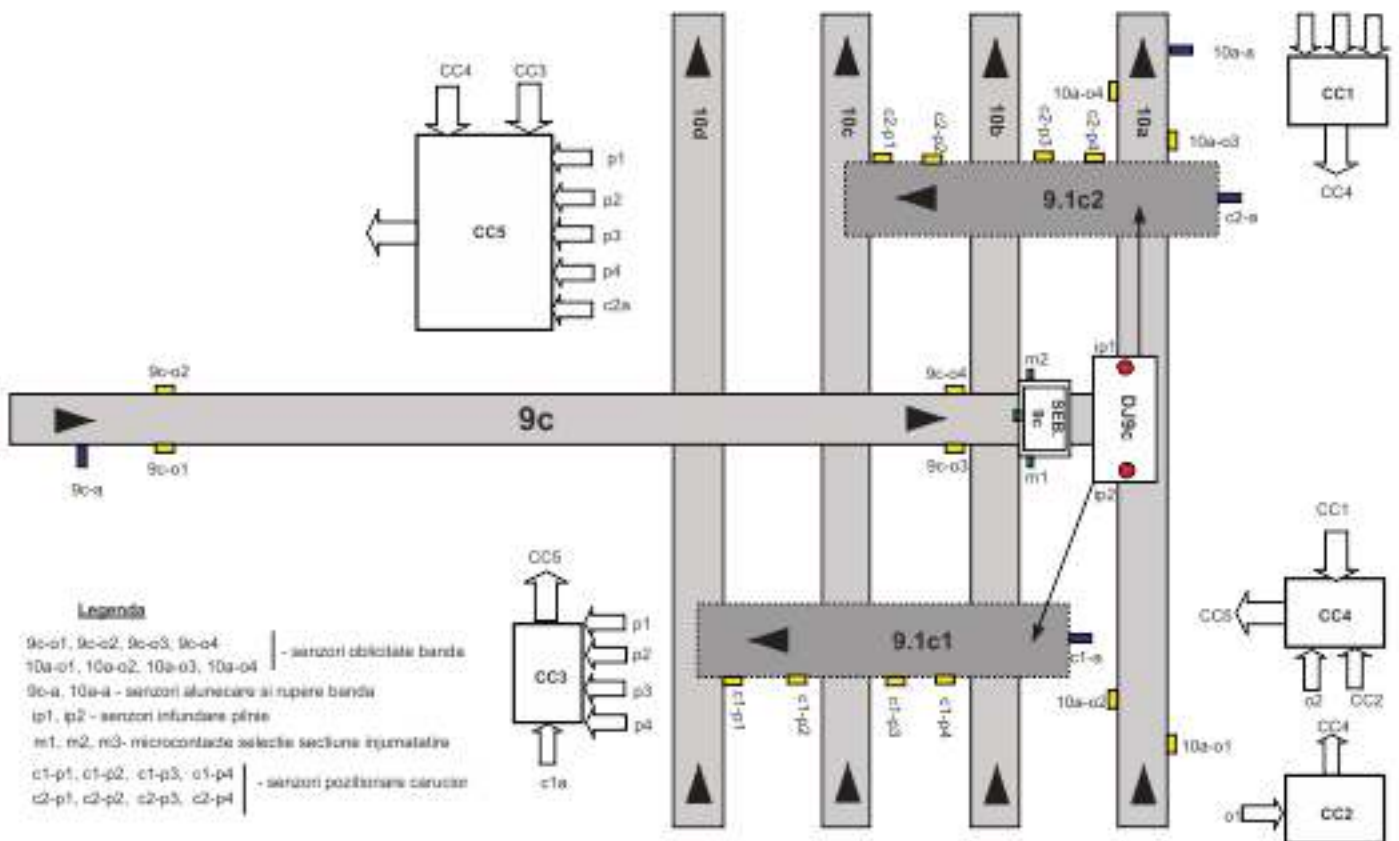 CC4
CC3
CC5
p1
p2
p3
p4
c2a
10d
10c
10b
10a
10a-a
10a-o4
10a-o3
CC1
CC4
c2-p1
c2-p2
c2-p3
c2-p4
9.1c2
c2-a
9c-o2
9c-o4
m2
ip1
9c
SEB.
9c
DJ9c
9c-o1
9c-a
9c-o3
m1
ip2
CC5
CC3
p1
p2
p3
p4
c1a
9.1c1
c1-a
c1-p1
c1-p2
c1-p3
c1-p4
10a-o2
10a-o1
CC1
CC4
o2
CC2
CC4
o1
CC2
Legenda
9c-o1, 9c-o2, 9c-o3, 9c-o4
10a-o1, 10a-o2, 10a-o3, 10a-o4
- senzori oblicitate banda
9c-a, 10a-a - senzori alunecare si rupere banda
ip1, ip2 - senzori infundare plnie
m1, m2, m3- microcontacte selectie sectiune injumatatire
c1-p1, c1-p2, c1-p3, c1-p4
c2-p1, c2-p2, c2-p3, c2-p4
- senzori pozitionare carucior